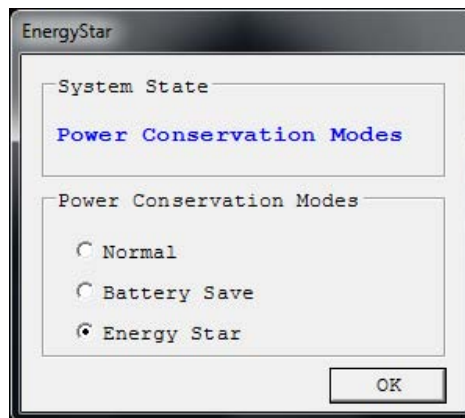 EnergyStar
System State
Power Conservation Modes
Power Conservation Modes
Normal
Battery Save
Energy Star
OK